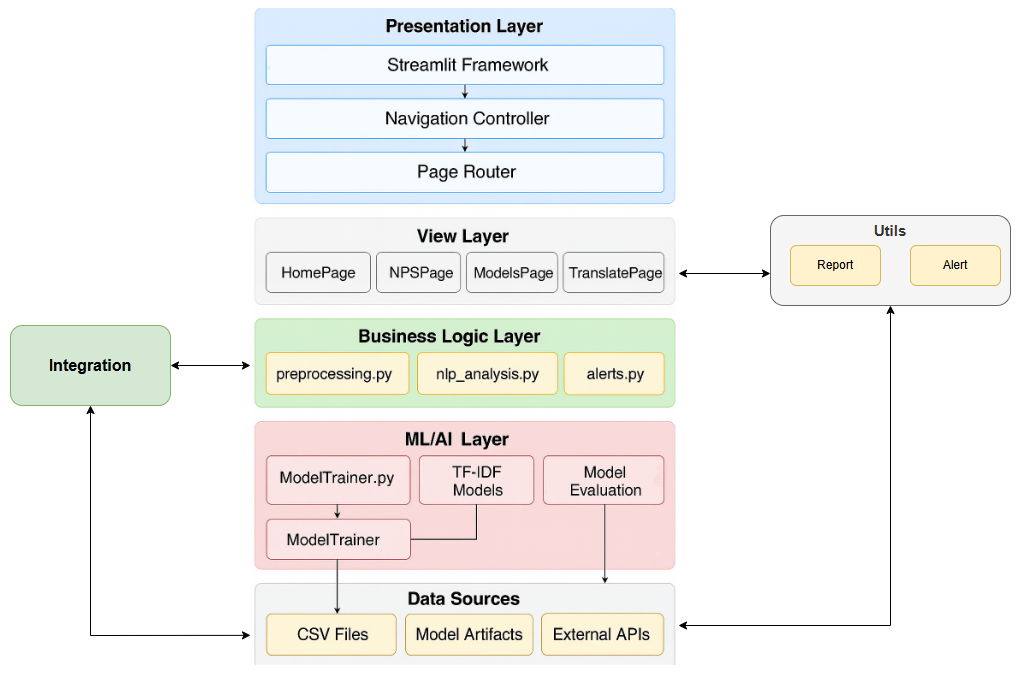 Presentation Layer
Streamlit Framework
Navigation Controller
Page Router
View Layer
HomePage
NPSPage
ModelsPage
TranslatePage
Utils
Report
Alert
Integration
Business Logic Layer
preprocessing.py
nlp_analysis.py
alerts.py
ML/AI Layer
ModelTrainer.py
TF-IDF
Models
Model
Evaluation
ModelTrainer
Data Sources
CSV Files
Model Artifacts
External APIs